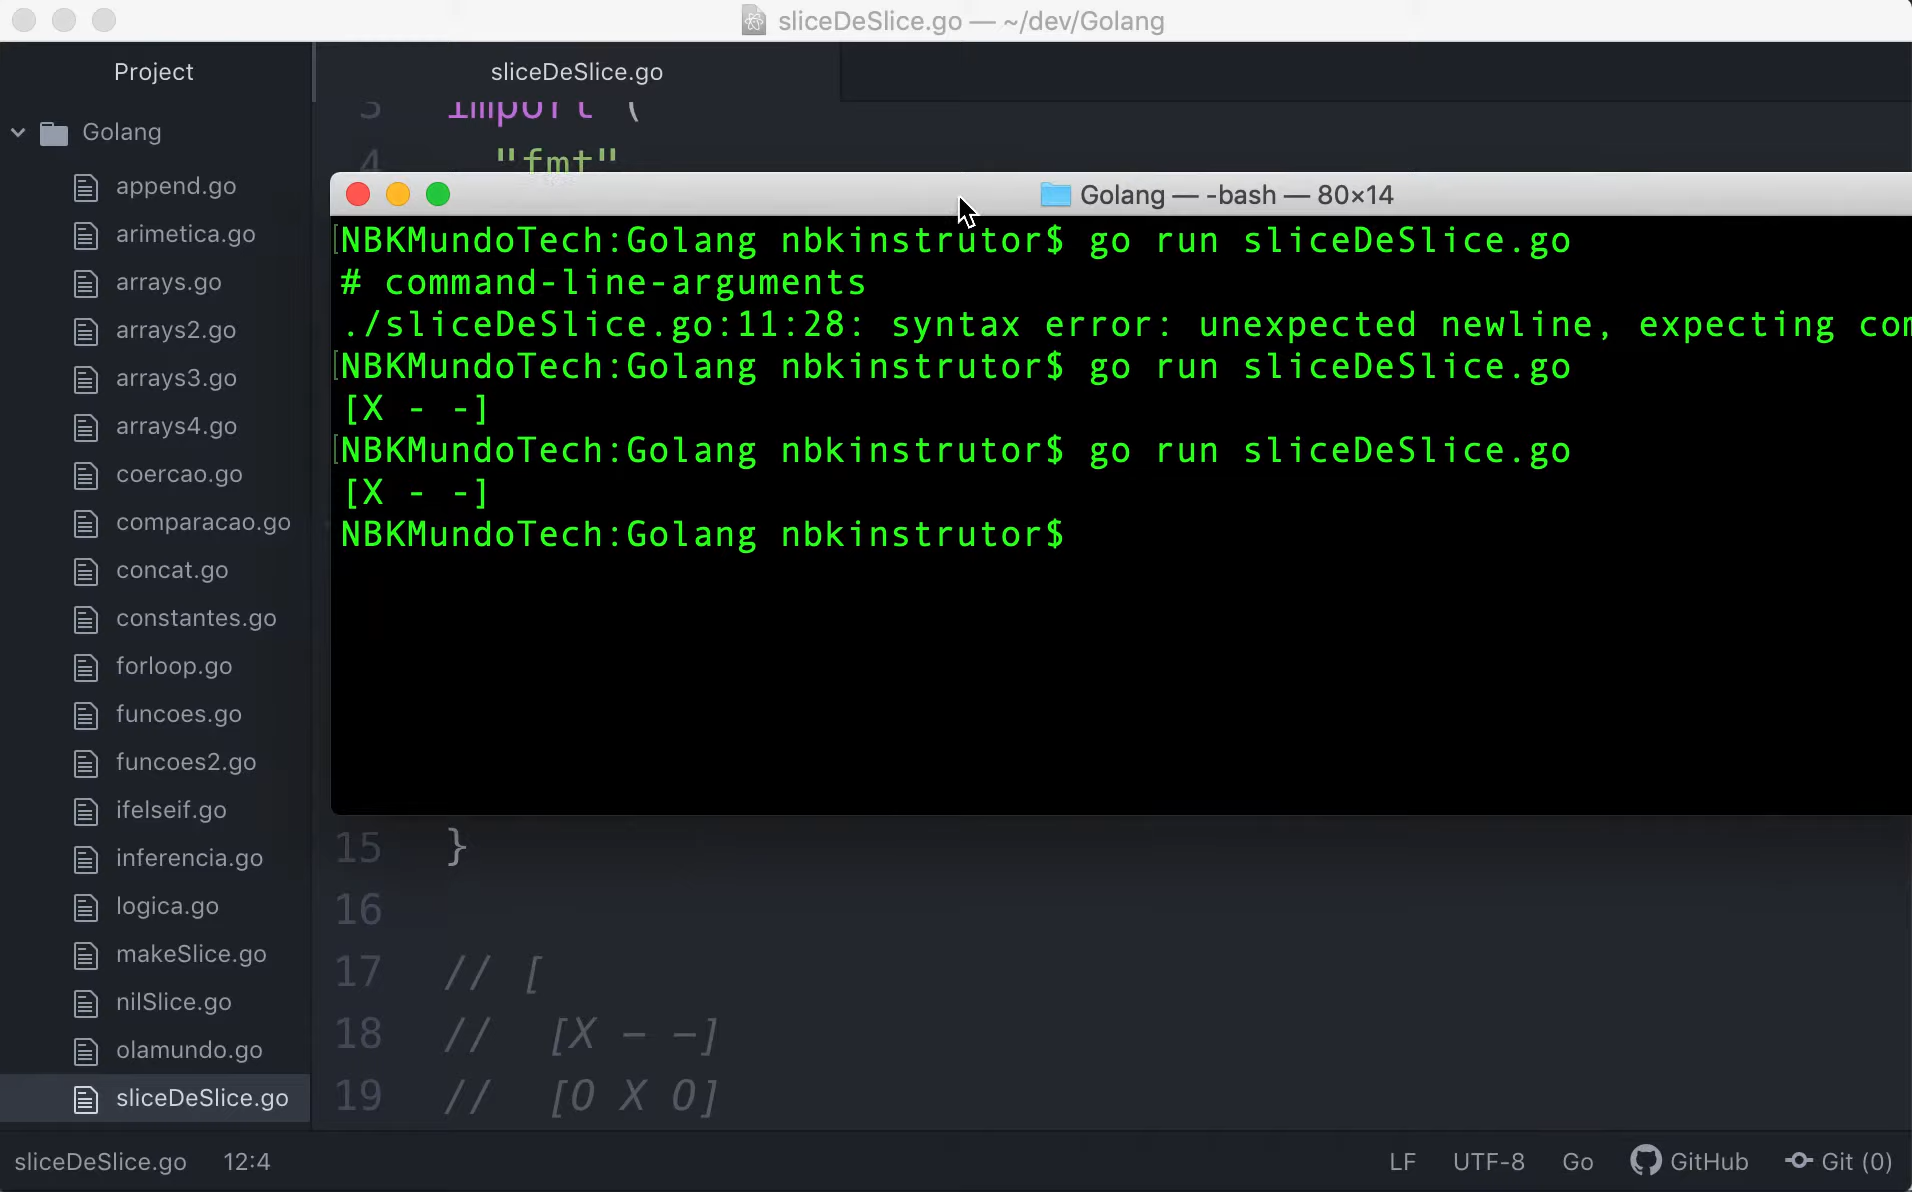 sliceDeSlice.go — ~/dev/Golang
Project
sliceDeSlice.go
Golang
append.go
arimetica.go
arrays.go
arrays2.go
arrays3.go
arrays4.go
coercao.go
comparacao.go
concat.go
constantes.go
forloop.go
funcoes.go
funcoes2.go
ifelseif.go
inferencia.go
logica.go
makeSlice.go
nilSlice.go
olamundo.go
sliceDeSlice.go
3 import (
4 "fmt"
Golang — -bash — 80×14
[NBKMundoTech:Golang nbkinstrutor$ go run sliceDeSlice.go
# command-line-arguments
./sliceDeSlice.go:11:28: syntax error: unexpected newline, expecting
[NBKMundoTech:Golang nbkinstrutor$ go run sliceDeSlice.go
[X - -]
[NBKMundoTech:Golang nbkinstrutor$ go run sliceDeSlice.go
[X - -]
NBKMundoTech:Golang nbkinstrutor$
15 }
16
17 // [
18 // [X - -]
19 // [0 X 0]
sliceDeSlice.go 12:4 LF UTF-8 Go GitHub Git (0)